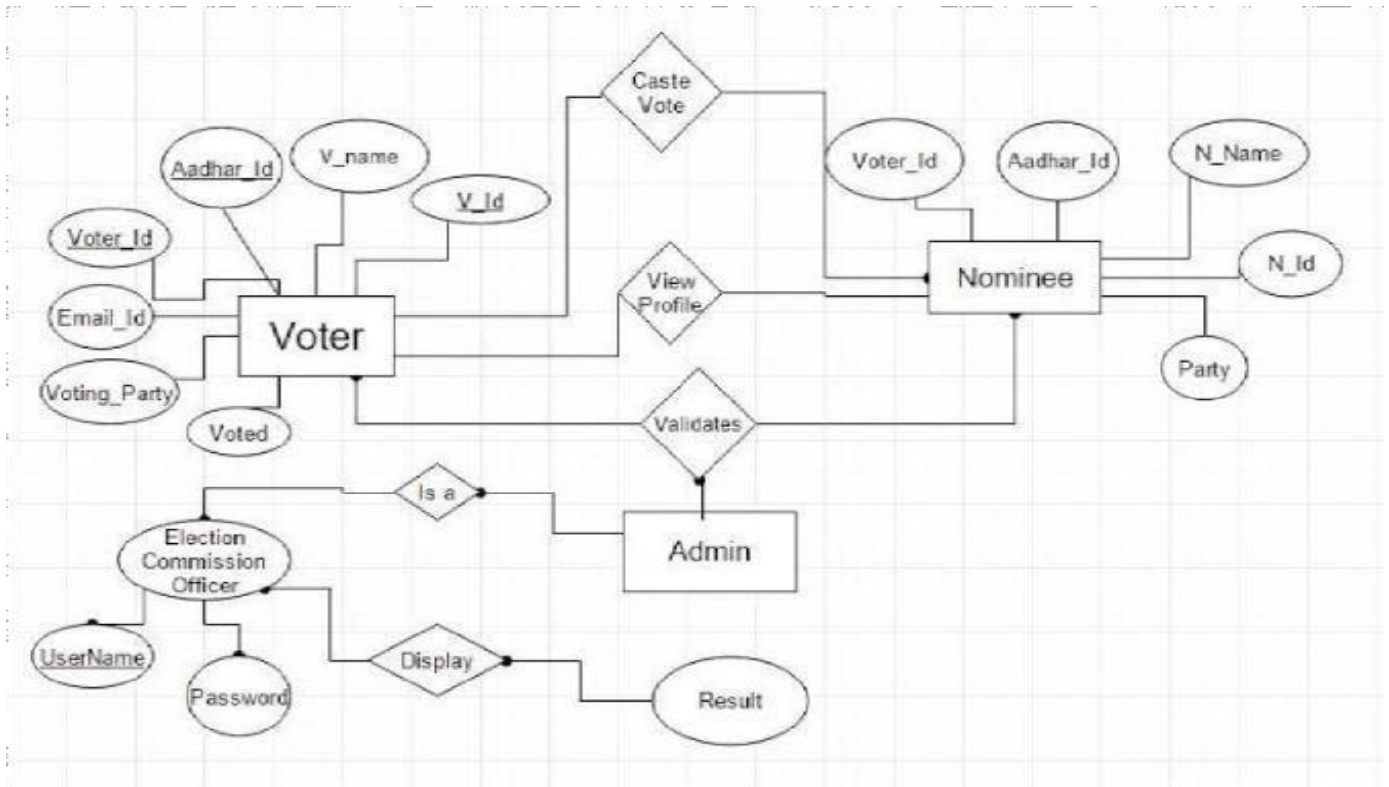 Caste
Vote
Aadhar_Id
V_name
V_Id
Voter_Id
Aadhar_Id
N_Name
Voter_Id
Email_Id
Voter
View
Profile
Nominee
N_Id
Voting_Party
Voted
Validates
Party
Is a
Election
Commission
Officer
Admin
UserName
Password
Display
Result